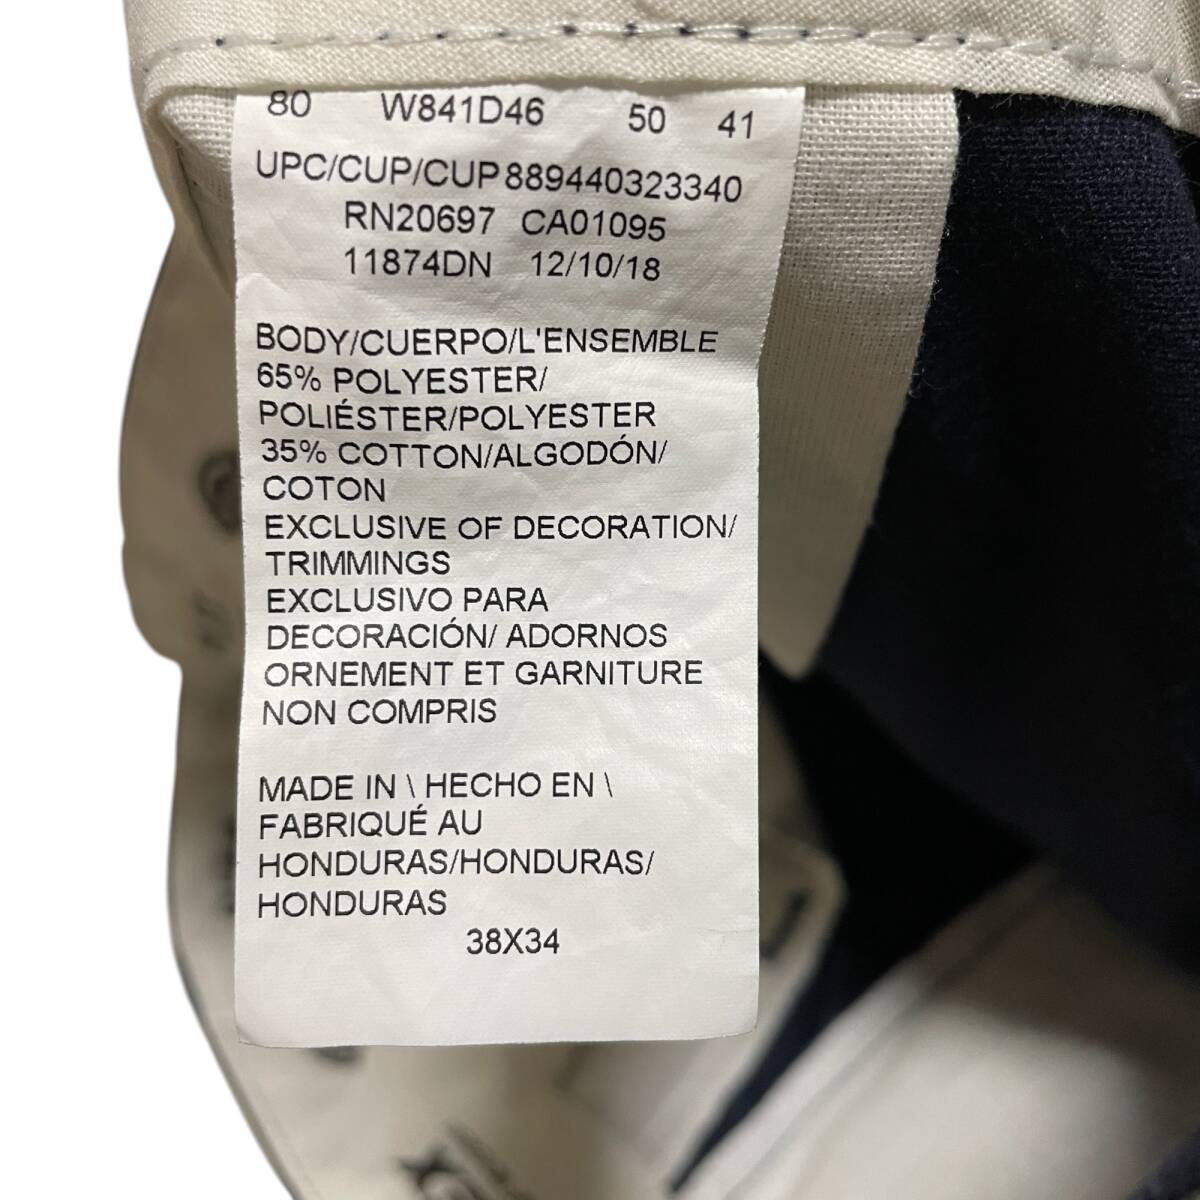 80 W841D46 50 41
UPC/CUP/CUP889440323340
RN20697 CA01095
11874DN 12/10/18
BODY/CUERPO/L'ENSEMBLE
65% POLYESTER/
POLIÉSTER/POLYESTER
35% COTTON/ALGODÓN/
COTON
EXCLUSIVE OF DECORATION/
TRIMMINGS
EXCLUSIVO PARA
DECORACIÓN/ ADORNOS
ORNEMENT ET GARNITURE
NON COMPRIS
MADE IN \ HECHO EN \
FABRIQUÉ AU
HONDURAS/HONDURAS/
HONDURAS
38X34